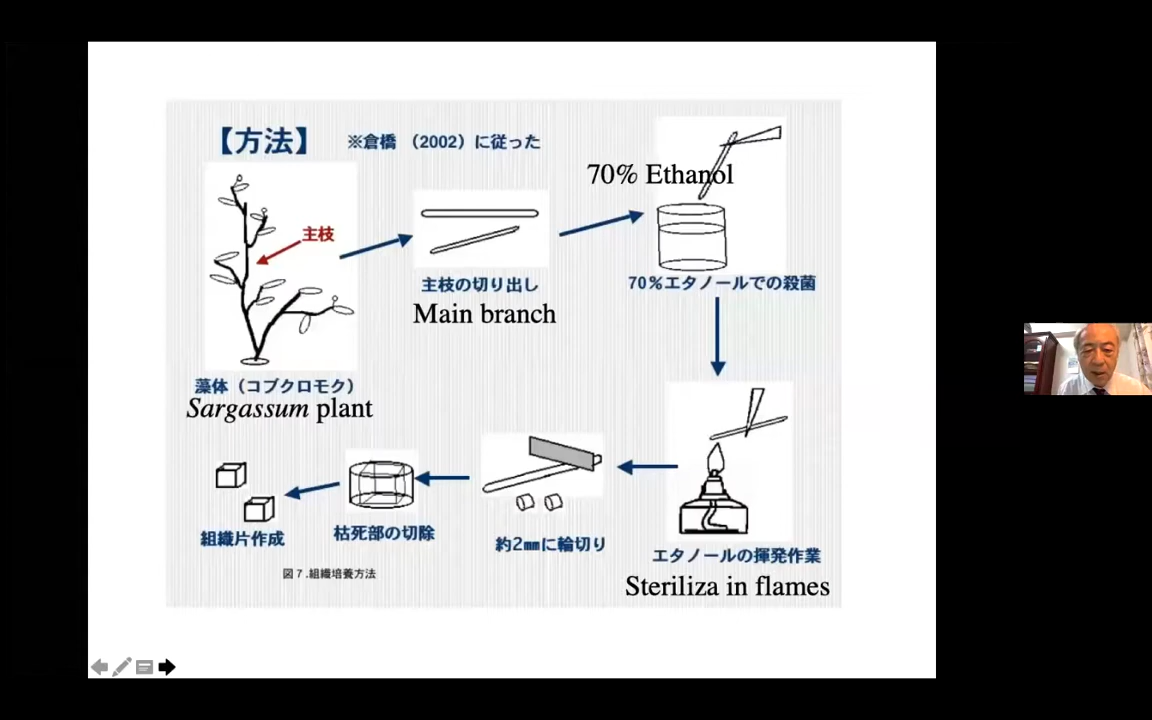 【方法】 ※倉橋 （2002）に従った
70% Ethanol
主枝
主枝の切り出し
Main branch
70％エタノールでの殺菌
藻体（コブクロモク）
Sargassum plant
組織片作成
枯死部の切除
約2㎜に輪切り
エタノールの揮発作業
Steriliza in flames
図７.組織培養方法